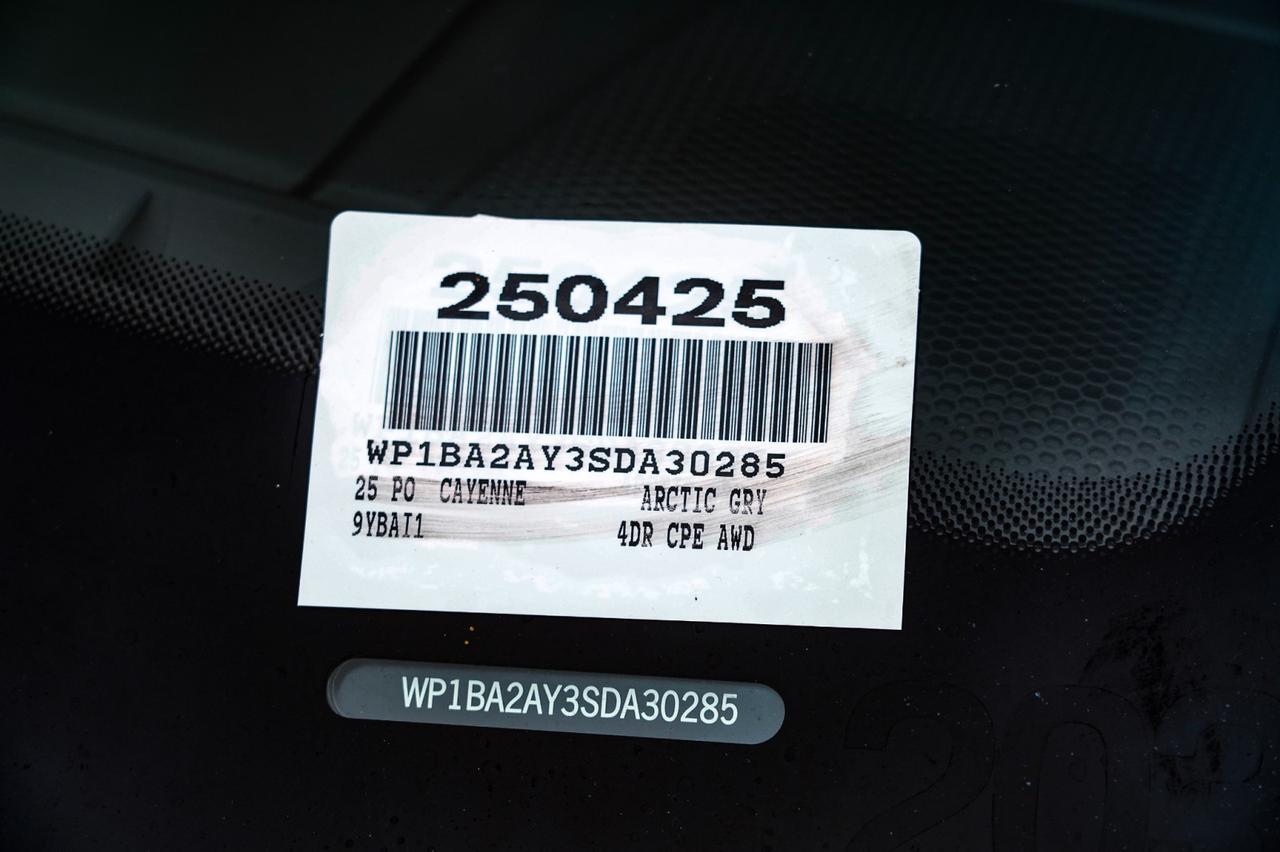 250425
WP1BA2AY3SDA30285
25 PO CAYENNE ARCTIC GRY
9YBAI1 4DR CPE AWD
WP1BA2AY3SDA30285